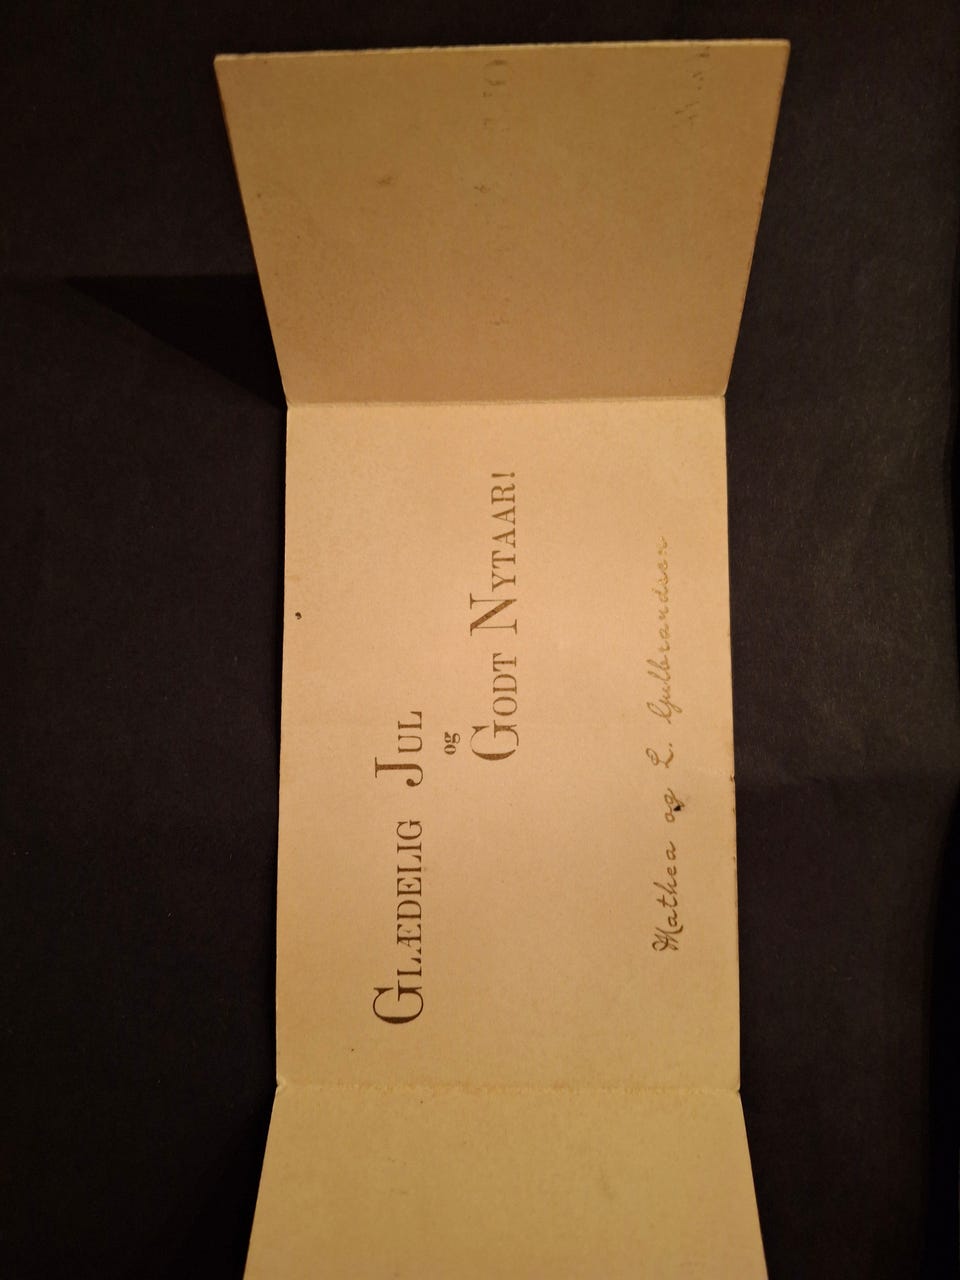 GLÆDELIG JUL
og
GODT NYTAAR!
Mathea og L. Gulbrandsen